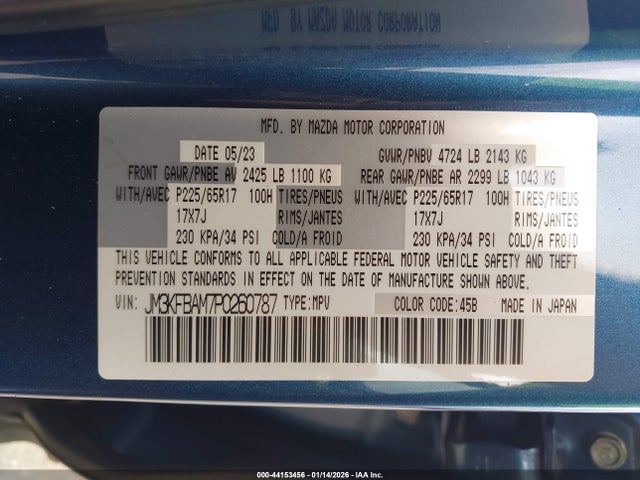 MFD. BY MAZDA MOTOR CORPORATION
MFD. BY MAZDA MOTOR CORPORATION
DATE 05/23 GVWR/PNBV 4724 LB 2143 KG
FRONT GAWR/PNBE AV 2425 LB 1100 KG REAR GAWR/PNBE AR 2299 LB 1043 KG
WITH/AVEC P225/65R17 100H TIRES/PNEUS WITH/AVEC P225/65R17 100H TIRES/PNEUS
17X7J RIMS/JANTES 17X7J RIMS/JANTES
230 KPA/34 PSI COLD/A FROID 230 KPA/34 PSI COLD/A FROID
THIS VEHICLE CONFORMS TO ALL APPLICABLE FEDERAL MOTOR VEHICLE SAFETY AND THEFT
PREVENTION STANDARDS IN EFFECT ON THE DATE OF MANUFACTURE SHOWN ABOVE.
VIN: JM3KFBAM7P0260787 TYPE:MPV COLOR CODE:45B MADE IN JAPAN
000-44153456 - 01/14/2026 - IAA Inc.